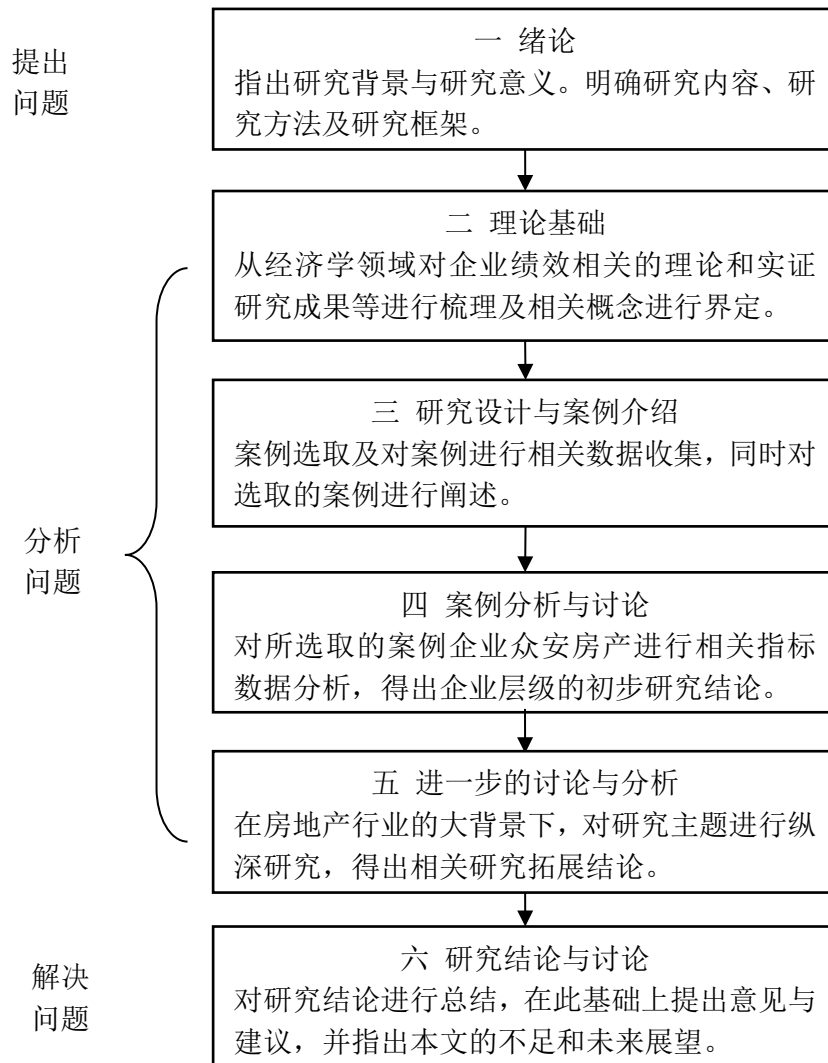 提出
问题
一 绪论
指出研究背景与研究意义。明确研究内容、研
究方法及研究框架。
二 理论基础
从经济学领域对企业绩效相关的理论和实证
研究成果等进行梳理及相关概念进行界定。
三 研究设计与案例介绍
案例选取及对案例进行相关数据收集，同时对
选取的案例进行阐述。
分析
问题
四 案例分析与讨论
对所选取的案例企业众安房产进行相关指标
数据分析，得出企业层级的初步研究结论。
五 进一步的讨论与分析
在房地产行业的大背景下，对研究主题进行纵
深研究，得出相关研究拓展结论。
解决
问题
六 研究结论与讨论
对研究结论进行总结，在此基础上提出意见与
建议，并指出本文的不足和未来展望。